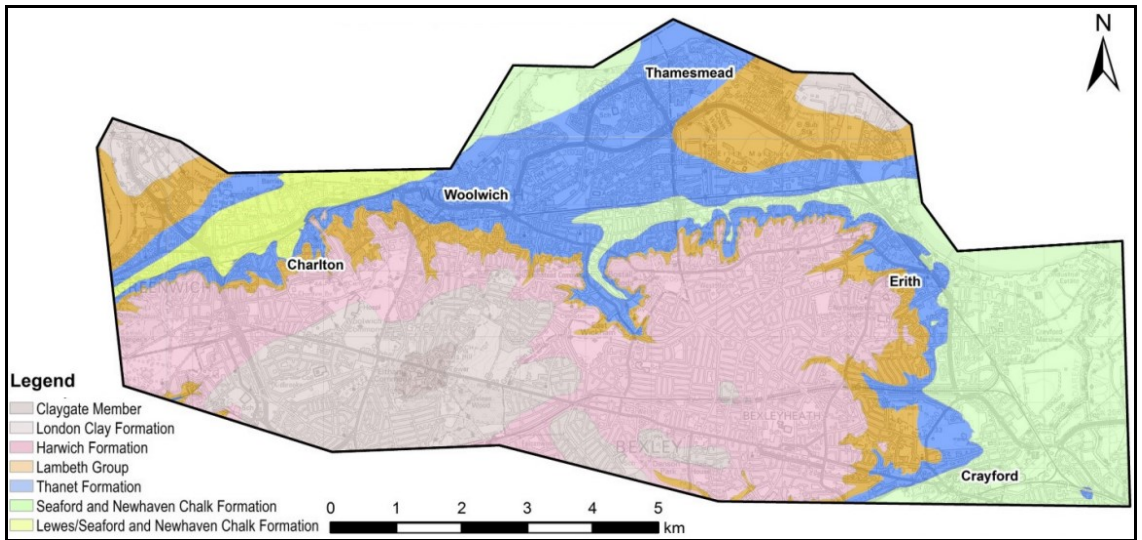 N
Thamesmead
Woolwich
Charlton
GREENWICH
Erith
BEXLEYHEATH
BEXLEY
Crayford
Legend
Claygate Member
London Clay Formation
Harwich Formation
Lambeth Group
Thanet Formation
Seaford and Newhaven Chalk Formation
Lewes/Seaford and Newhaven Chalk Formation
0 1 2 3 4 5
km